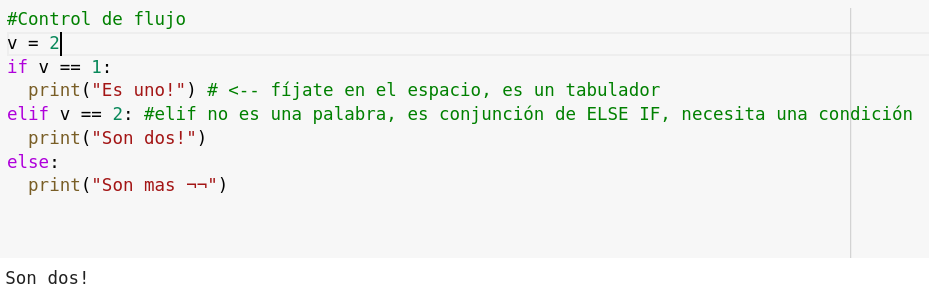 #Control de flujo
v = 2
if v == 1:
  print("Es uno!") # <-- fíjate en el espacio, es un tabulador
elif v == 2: #elif no es una palabra, es conjunción de ELSE IF, necesita una condición
  print("Son dos!")
else:
  print("Son mas ¬¬")
Son dos!